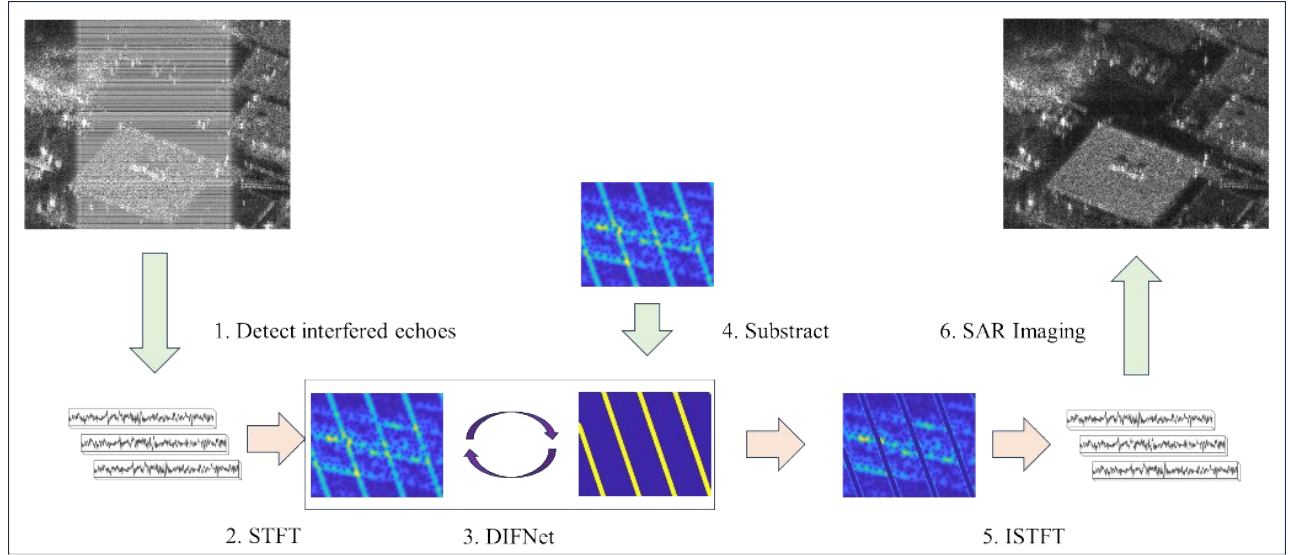 1. Detect interfered echoes
4. Substract
6. SAR Imaging
2. STFT
3. DIFNet
5. ISTFT